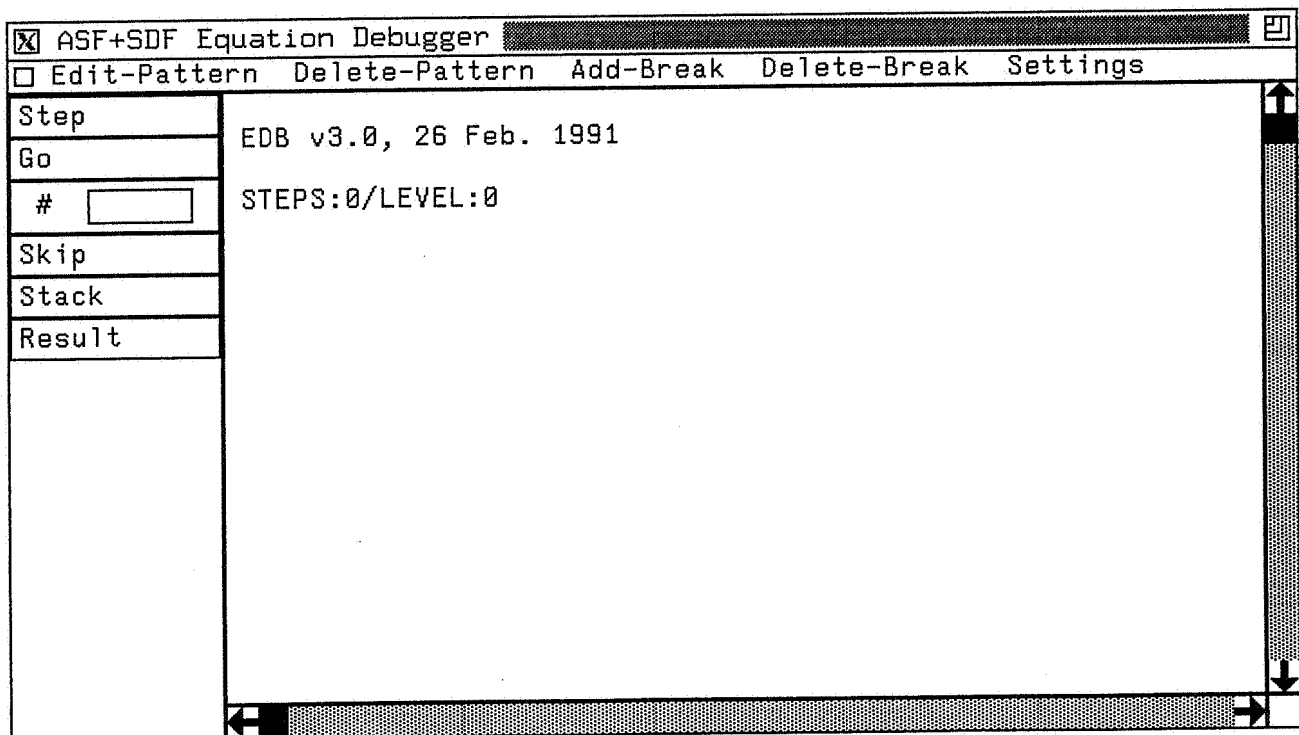 ASF+SDF Equation Debugger
Edit-Pattern Delete-Pattern Add-Break Delete-Break Settings
Step
Go
#
Skip
Stack
Result
EDB v3.0, 26 Feb. 1991
STEPS:0/LEVEL:0